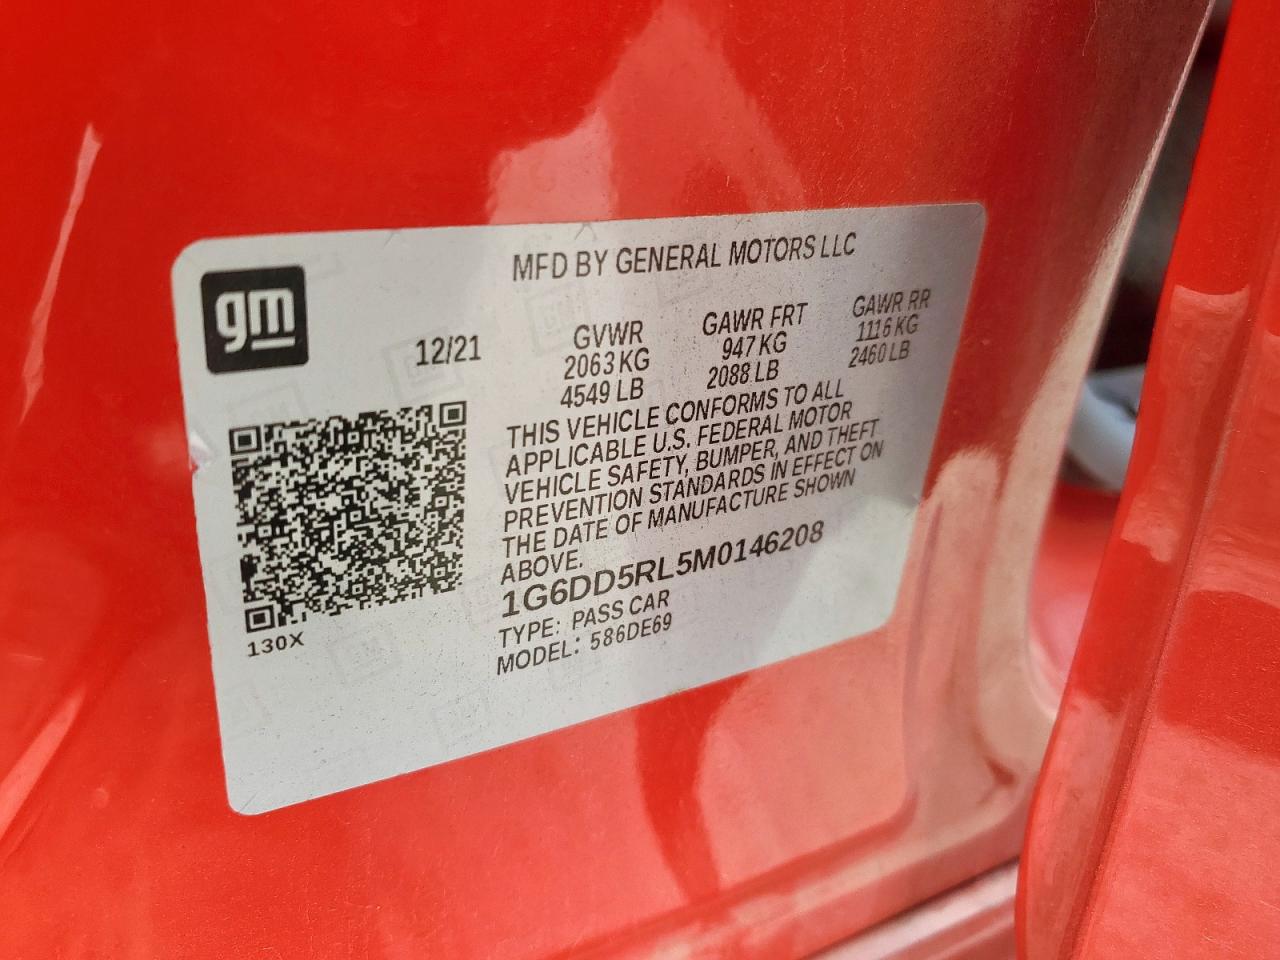 gm
MFD BY GENERAL MOTORS LLC
12/21 GVWR GAWR FRT GAWR RR
2063 KG 947 KG 1116 KG
4549 LB 2088 LB 2460 LB
THIS VEHICLE CONFORMS TO ALL
APPLICABLE U.S. FEDERAL MOTOR
VEHICLE SAFETY, BUMPER, AND THEFT
PREVENTION STANDARDS IN EFFECT ON
THE DATE OF MANUFACTURE SHOWN
ABOVE.
1G6DD5RL5M0146208
TYPE: PASS CAR
MODEL: 586DE69
130X